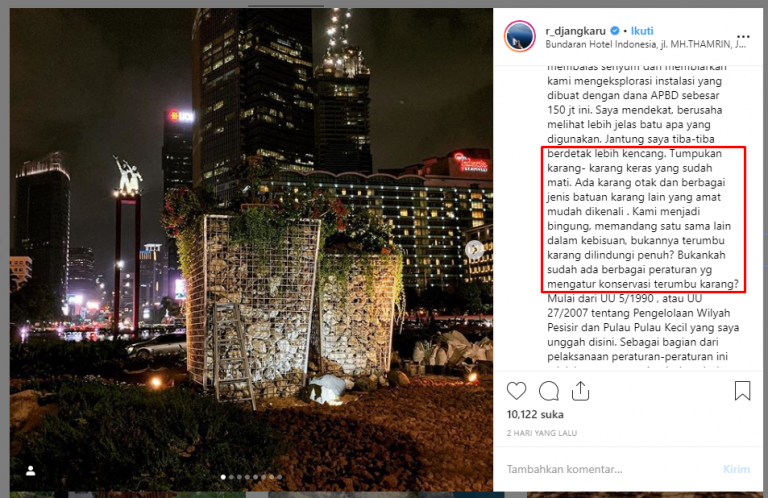 r_djangkaru • Ikuti
Bundaran Hotel Indonesia, jl. MH.THAMRIN, J...
membalas senyum dan membiarkan
kami mengeksplorasi instalasi yang
dibuat dengan dana APBD sebesar
150 jt ini. Saya mendekat, berusaha
melihat lebih jelas batu apa yang
digunakan. Jantung saya tiba-tiba
berdetak lebih kencang. Tumpukan
karang- karang keras yang sudah
mati. Ada karang otak dan berbagai
jenis batuan karang lain yang amat
mudah dikenali . Kami menjadi
bingung, memandang satu sama lain
dalam kebisuan, bukannya terumbu
karang dilindungi penuh? Bukankah
sudah ada berbagai peraturan yg
mengatur konservasi terumbu karang?
Mulai dari UU 5/1990 , atau UU
27/2007 tentang Pengelolaan Wilyah
Pesisir dan Pulau Pulau Kecil yang saya
unggah disini. Sebagai bagian dari
pelaksanaan peraturan-peraturan ini
10,122 suka
2 HARI YANG LALU
Tambahkan komentar...
Kirim